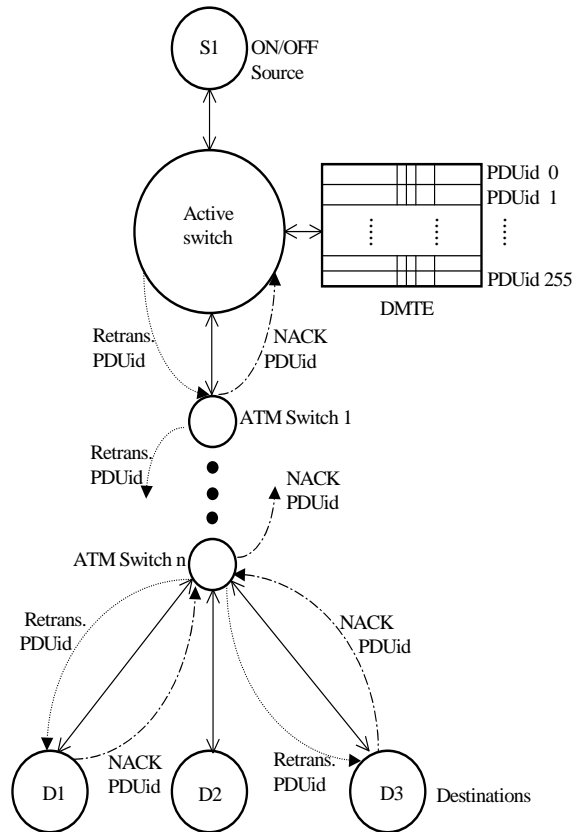 S1
ON/OFF
Source
Active
switch
PDUid 0
PDUid 1
PDUid 255
DMTE
Retrans.
PDUid
NACK
PDUid
ATM Switch 1
Retrans.
PDUid
NACK
PDUid
ATM Switch n
Retrans.
PDUid
NACK
PDUid
NACK
PDUid
Retrans.
PDUid
D1
D2
D3
Destinations